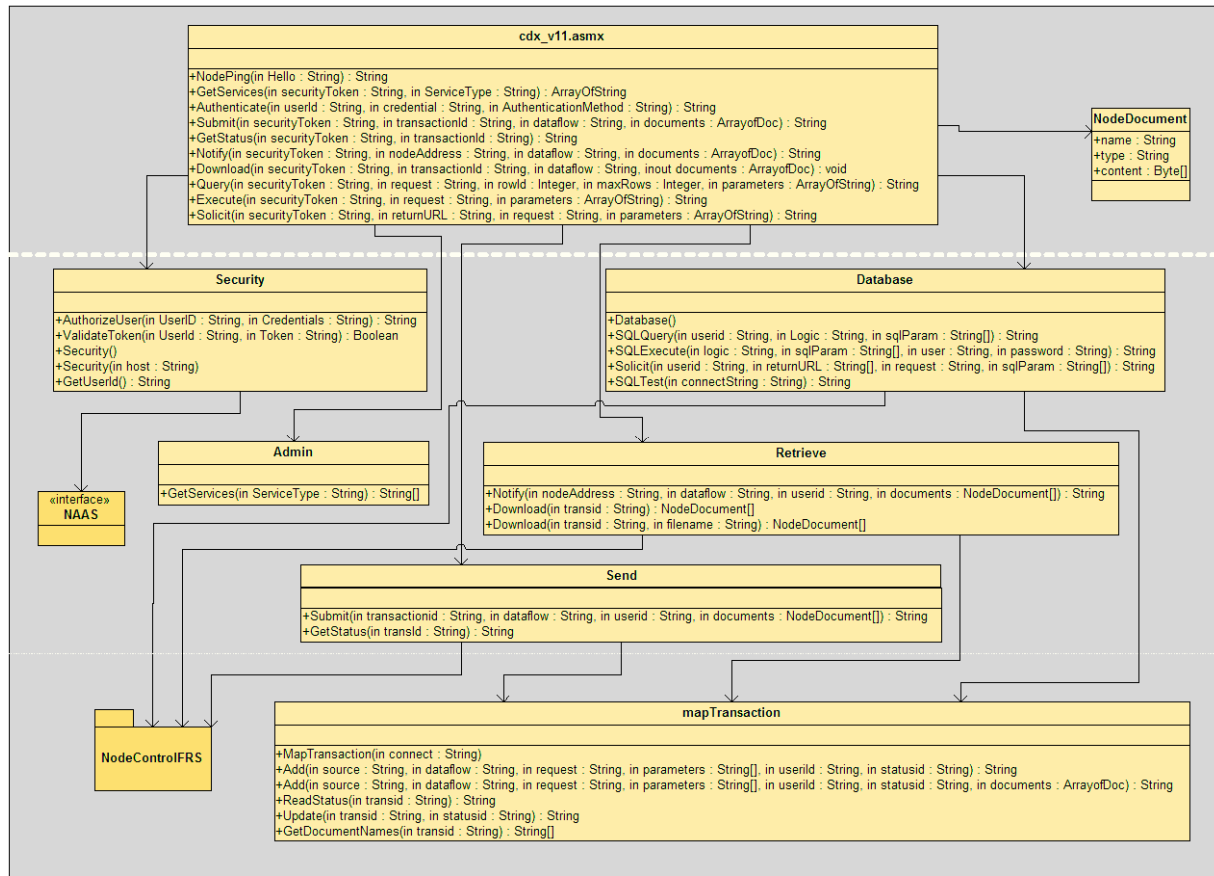 cdx_v11.asmx
+NodePing(in Hello : String) : String
+GetServices(in securityToken : String, in ServiceType : String) : ArrayOfString
+Authenticate(in userId : String, in credential : String, in AuthenticationMethod : String) : String
+Submit(in securityToken : String, in transactionId : String, in dataflow : String, in documents : ArrayofDoc) : String
+GetStatus(in securityToken : String, in transactionId : String) : String
+Notify(in securityToken : String, in nodeAddress : String, in dataflow : String, in documents : ArrayofDoc) : String
+Download(in securityToken : String, in transactionId : String, in dataflow : String, inout documents : ArrayofDoc) : void
+Query(in securityToken : String, in request : String, in rowId : Integer, in maxRows : Integer, in parameters : ArrayOfString) : String
+Execute(in securityToken : String, in request : String, in parameters : ArrayOfString) : String
+Solicit(in securityToken : String, in returnURL : String, in request : String, in parameters : ArrayOfString) : String
NodeDocument
+name : String
+type : String
+content : Byte[]
Security
+AuthorizeUser(in UserID : String, in Credentials : String) : String
+ValidateToken(in UserId : String, in Token : String) : Boolean
+Security()
+Security(in host : String)
+GetUserId() : String
Database
+Database()
+SQLQuery(in userid : String, in Logic : String, in sqlParam : String[]) : String
+SQLExecute(in logic : String, in sqlParam : String[], in user : String, in password : String) : String
+Solicit(in userid : String, in returnURL : String[], in request : String, in sqlParam : String[]) : String
+SQLTest(in connectString : String) : String
Admin
+GetServices(in ServiceType : String) : String[]
Retrieve
+Notify(in nodeAddress : String, in dataflow : String, in userid : String, in documents : NodeDocument[]) : String
+Download(in transid : String) : NodeDocument[]
+Download(in transid : String, in filename : String) : NodeDocument[]
«interface»
NAAS
Send
+Submit(in transactionid : String, in dataflow : String, in userid : String, in documents : NodeDocument[]) : String
+GetStatus(in transId : String) : String
NodeControlFRS
mapTransaction
+MapTransaction(in connect : String)
+Add(in source : String, in dataflow : String, in request : String, in parameters : String[], in useriId : String, in statusid : String) : String
+Add(in source : String, in dataflow : String, in request : String, in parameters : String[], in useriId : String, in statusid : String, in documents : ArrayofDoc) : String
+ReadStatus(in transid : String) : String
+Update(in transid : String, in statusid : String) : String
+GetDocumentNames(in transid : String) : String[]